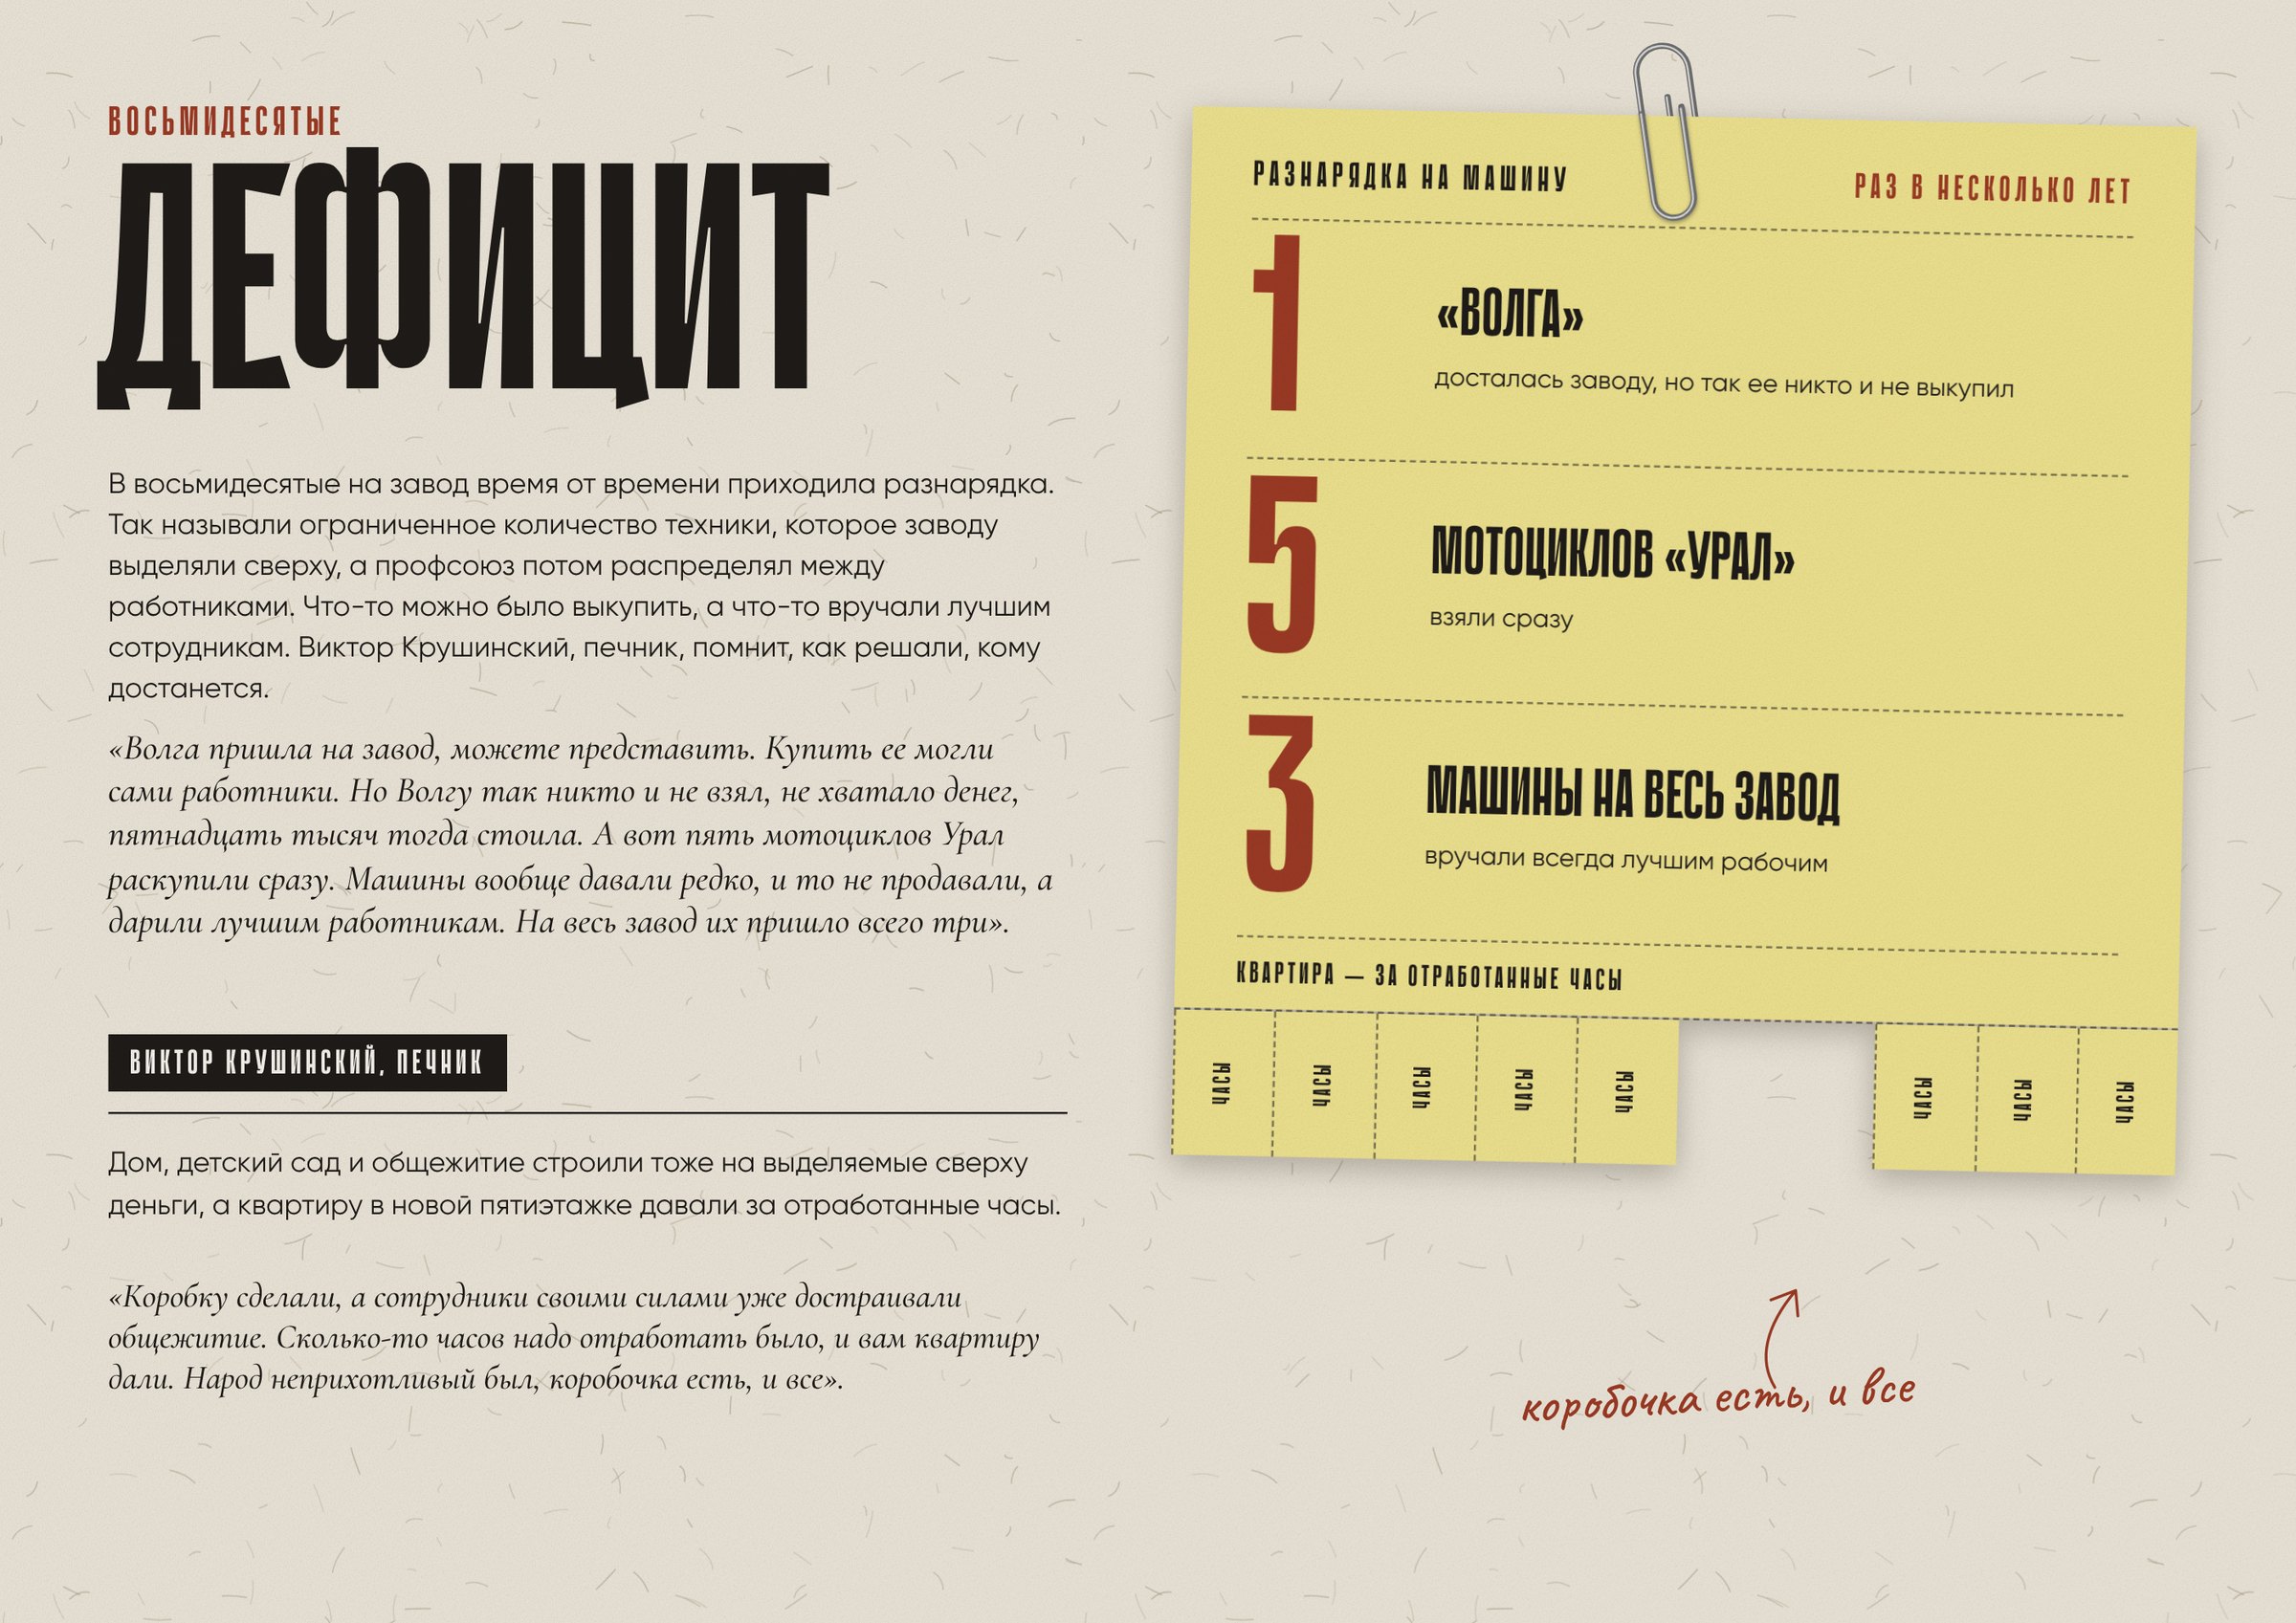 ВОСЬМИДЕСЯТЫЕ
ДЕФИЦИТ
В восьмидесятые на завод время от времени приходила разнарядка.
Так называли ограниченное количество техники, которое заводу
выделяли сверху, а профсоюз потом распределял между
работниками. Что-то можно было выкупить, а что-то вручали лучшим
сотрудникам. Виктор Крушинский, печник, помнит, как решали, кому
достанется.
«Волга пришла на завод, можете представить. Купить ее могли
сами работники. Но Волгу так никто и не взял, не хватало денег,
пятнадцать тысяч тогда стоила. А вот пять мотоциклов Урал
раскупили сразу. Машины вообще давали редко, и то не продавали, а
дарили лучшим работникам. На весь завод их пришло всего три».
ВИКТОР КРУШИНСКИЙ, ПЕЧНИК
Дом, детский сад и общежитие строили тоже на выделяемые сверху
деньги, а квартиру в новой пятиэтажке давали за отработанные часы.
«Коробку сделали, а сотрудники своими силами уже достраивали
общежитие. Сколько-то часов надо отработать было, и вам квартиру
дали. Народ неприхотливый был, коробочка есть, и все».
РАЗНАРЯДКА НА МАШИНУ
РАЗ В НЕСКОЛЬКО ЛЕТ
1
«ВОЛГА»
досталась заводу, но так ее никто и не выкупил
5
МОТОЦИКЛОВ «УРАЛ»
взяли сразу
3
МАШИНЫ НА ВЕСЬ ЗАВОД
вручали всегда лучшим рабочим
КВАРТИРА — ЗА ОТРАБОТАННЫЕ ЧАСЫ
ЧАСЫ
ЧАСЫ
ЧАСЫ
ЧАСЫ
ЧАСЫ
ЧАСЫ
ЧАСЫ
ЧАСЫ
коробочка есть, и все